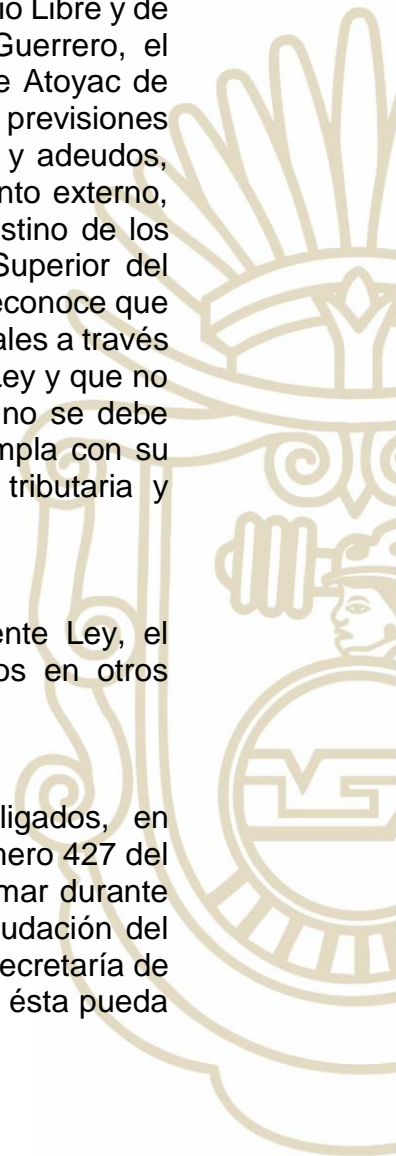 io Libre y de
Guerrero, el
e Atoyac de
previsiones
y adeudos,
nto externo,
stino de los
Superior del
econoce que
ales a través
Ley y que no
no se debe
mpla con su
tributaria y
ente Ley, el
os en otros
ligados, en
nero 427 del
mar durante
udación del
ecretaría de
ésta pueda